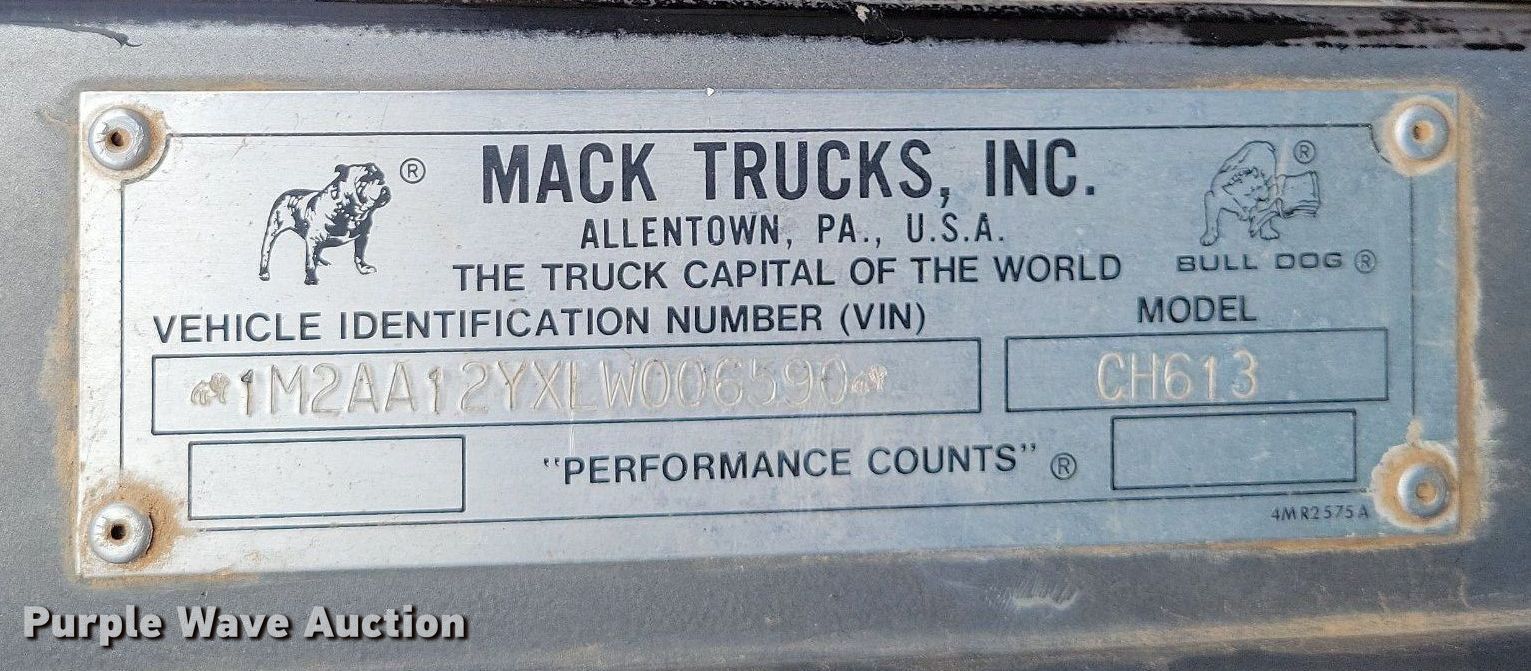 MACK TRUCKS, INC.
ALLENTOWN, PA., U.S.A.
THE TRUCK CAPITAL OF THE WORLD
BULL DOG ®
®
®
VEHICLE IDENTIFICATION NUMBER (VIN)
MODEL
1M2AA12YXLW006590
CH613
"PERFORMANCE COUNTS" ®
4MR2575A
Purple Wave Auction